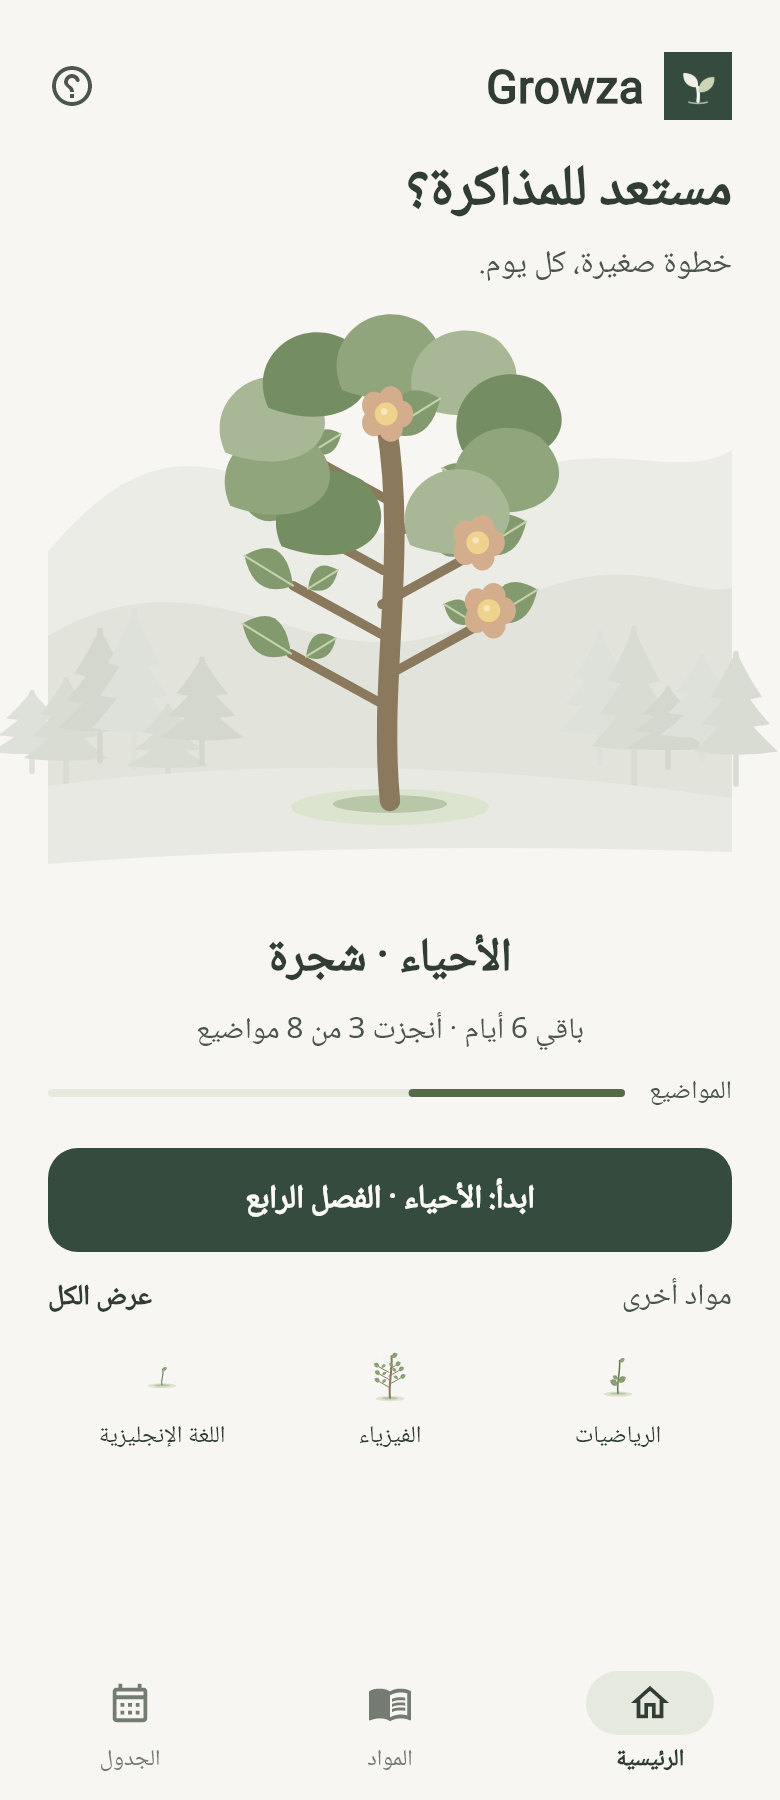 Growza
مستعد للمذاكرة؟
خطوة صغيرة، كل يوم.
الأحياء · شجرة
باقي 6 أيام · أنجزت 3 من 8 مواضيع
المواضيع
ابدأ: الأحياء · الفصل الرابع
مواد أخرى عرض الكل
الرياضيات الفيزياء اللغة الإنجليزية
الرئيسية المواد الجدول